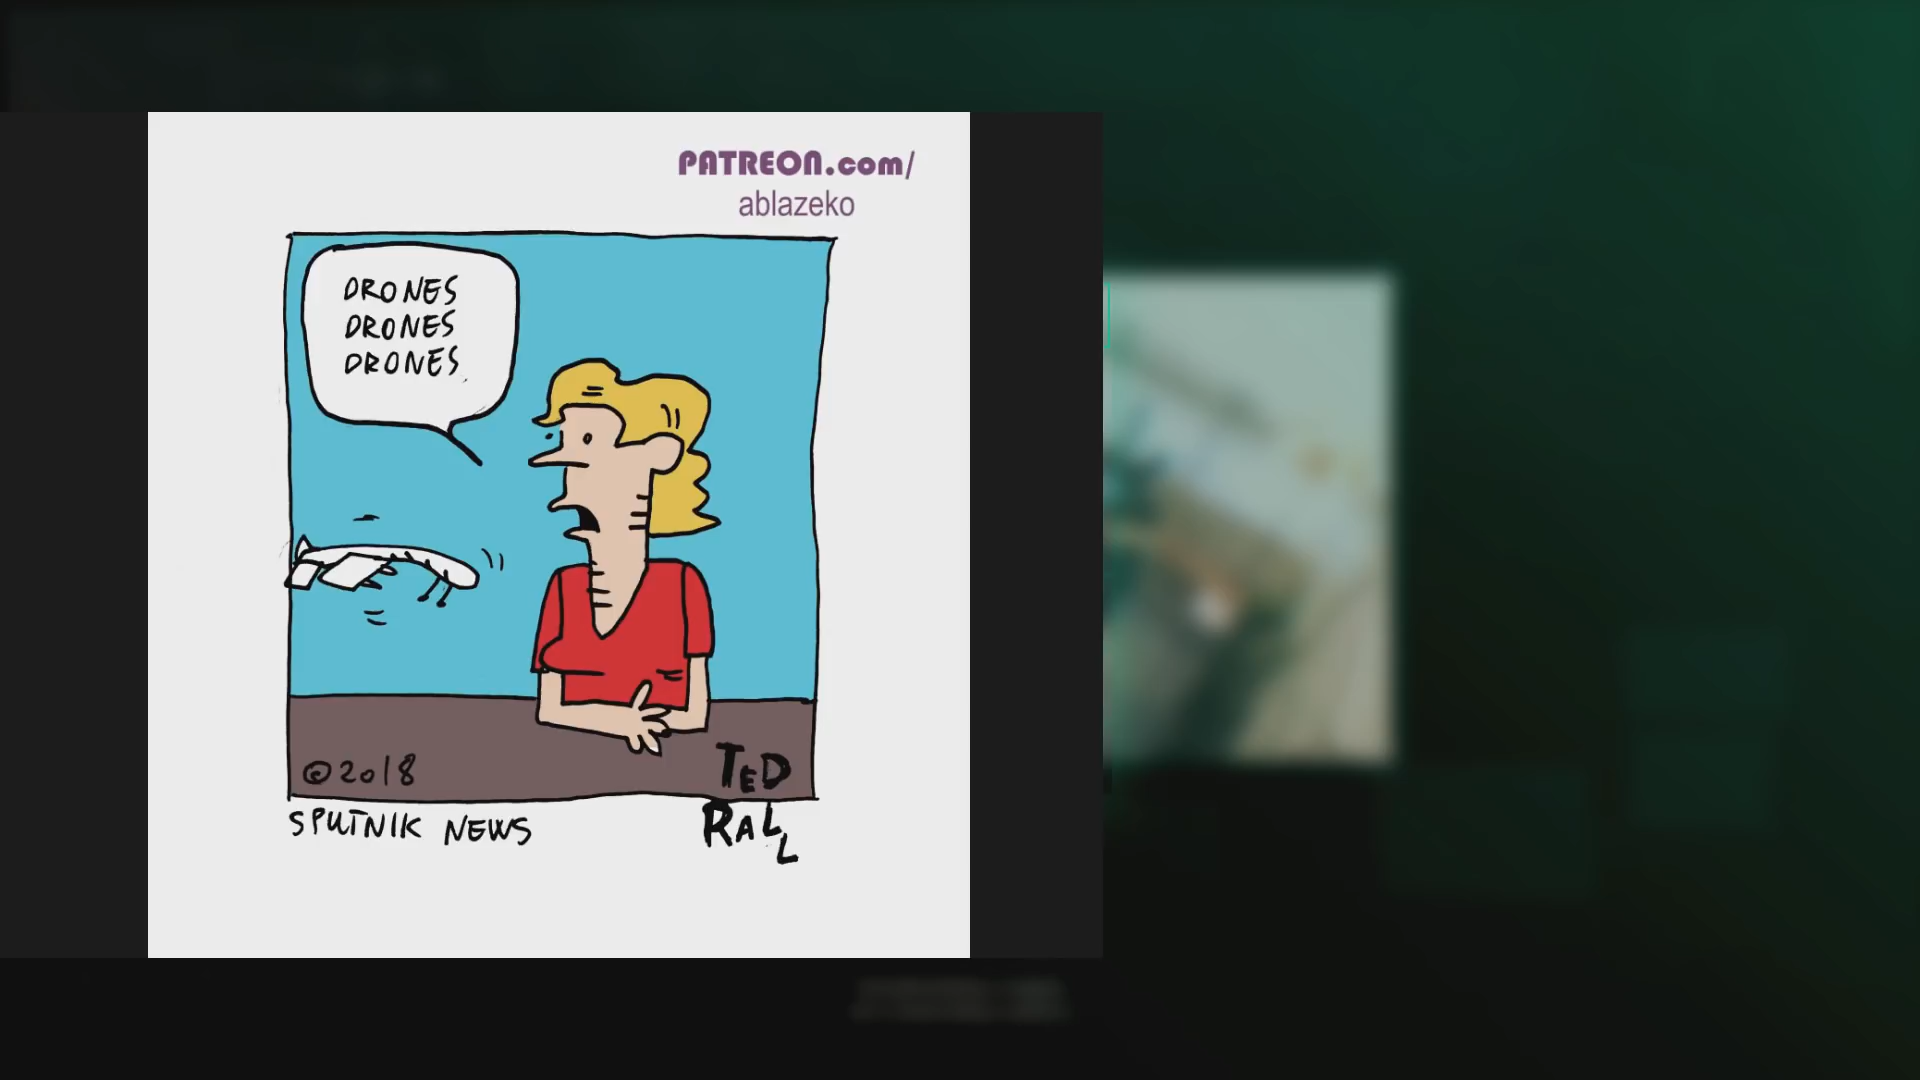 PATREON.com/
ablazeko
DRONES
DRONES
DRONES
©2018
TED
RALL
SPUTNIK NEWS